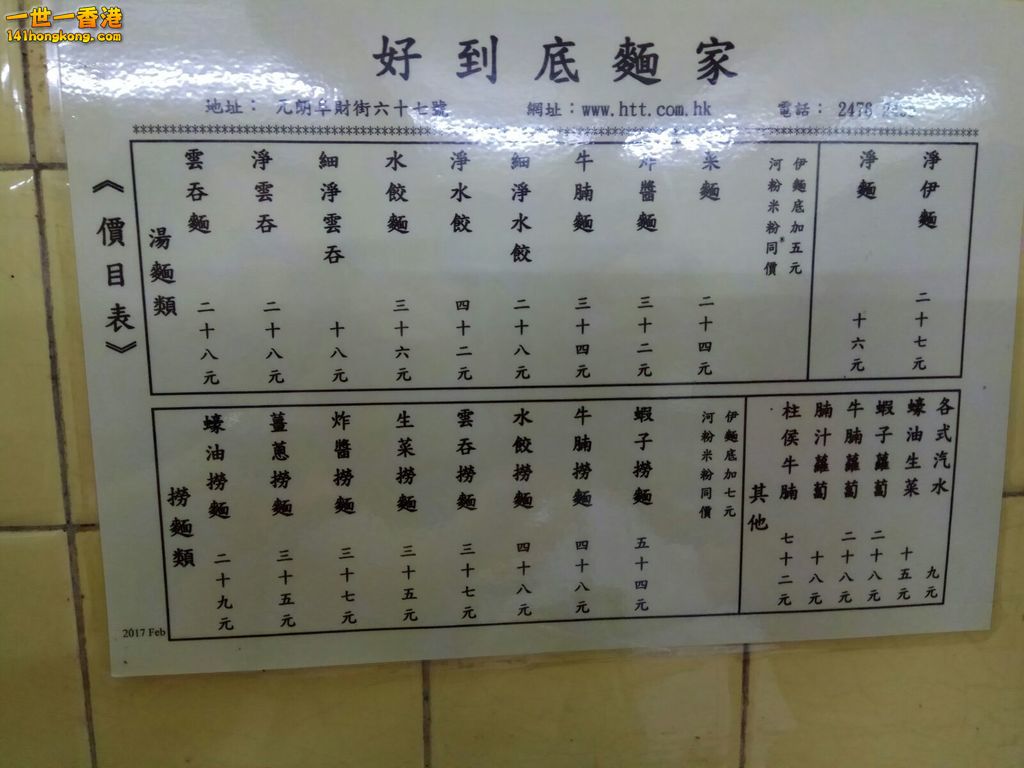 一世一香港
141hongkong.com
好到底麵家
地址： 元朗阜財街六十七號 網址：www.htt.com.hk 電話： 2476
《價目表》
湯麵類
雲吞麵 二十八元
淨雲吞 二十八元
細淨雲吞 十八元
水餃麵 三十六元
淨水餃 四十二元
細淨水餃 二十八元
牛腩麵 三十四元
炸醬麵 三十二元
菜麵 二十四元
伊麵底加五元
河粉米粉同價
淨麵 十六元
淨伊麵 二十七元
撈麵類
蠔油撈麵 二十九元
薑蔥撈麵 三十五元
炸醬撈麵 三十七元
生菜撈麵 三十五元
雲吞撈麵 三十七元
水餃撈麵 四十八元
牛腩撈麵 四十八元
蝦子撈麵 五十四元
伊麵底加七元
河粉米粉同價
其他
柱侯牛腩 七十二元
腩汁蘿蔔 十八元
牛腩蘿蔔 二十八元
蝦子蘿蔔 二十八元
蠔油生菜 十五元
各式汽水 九元
2017 Feb